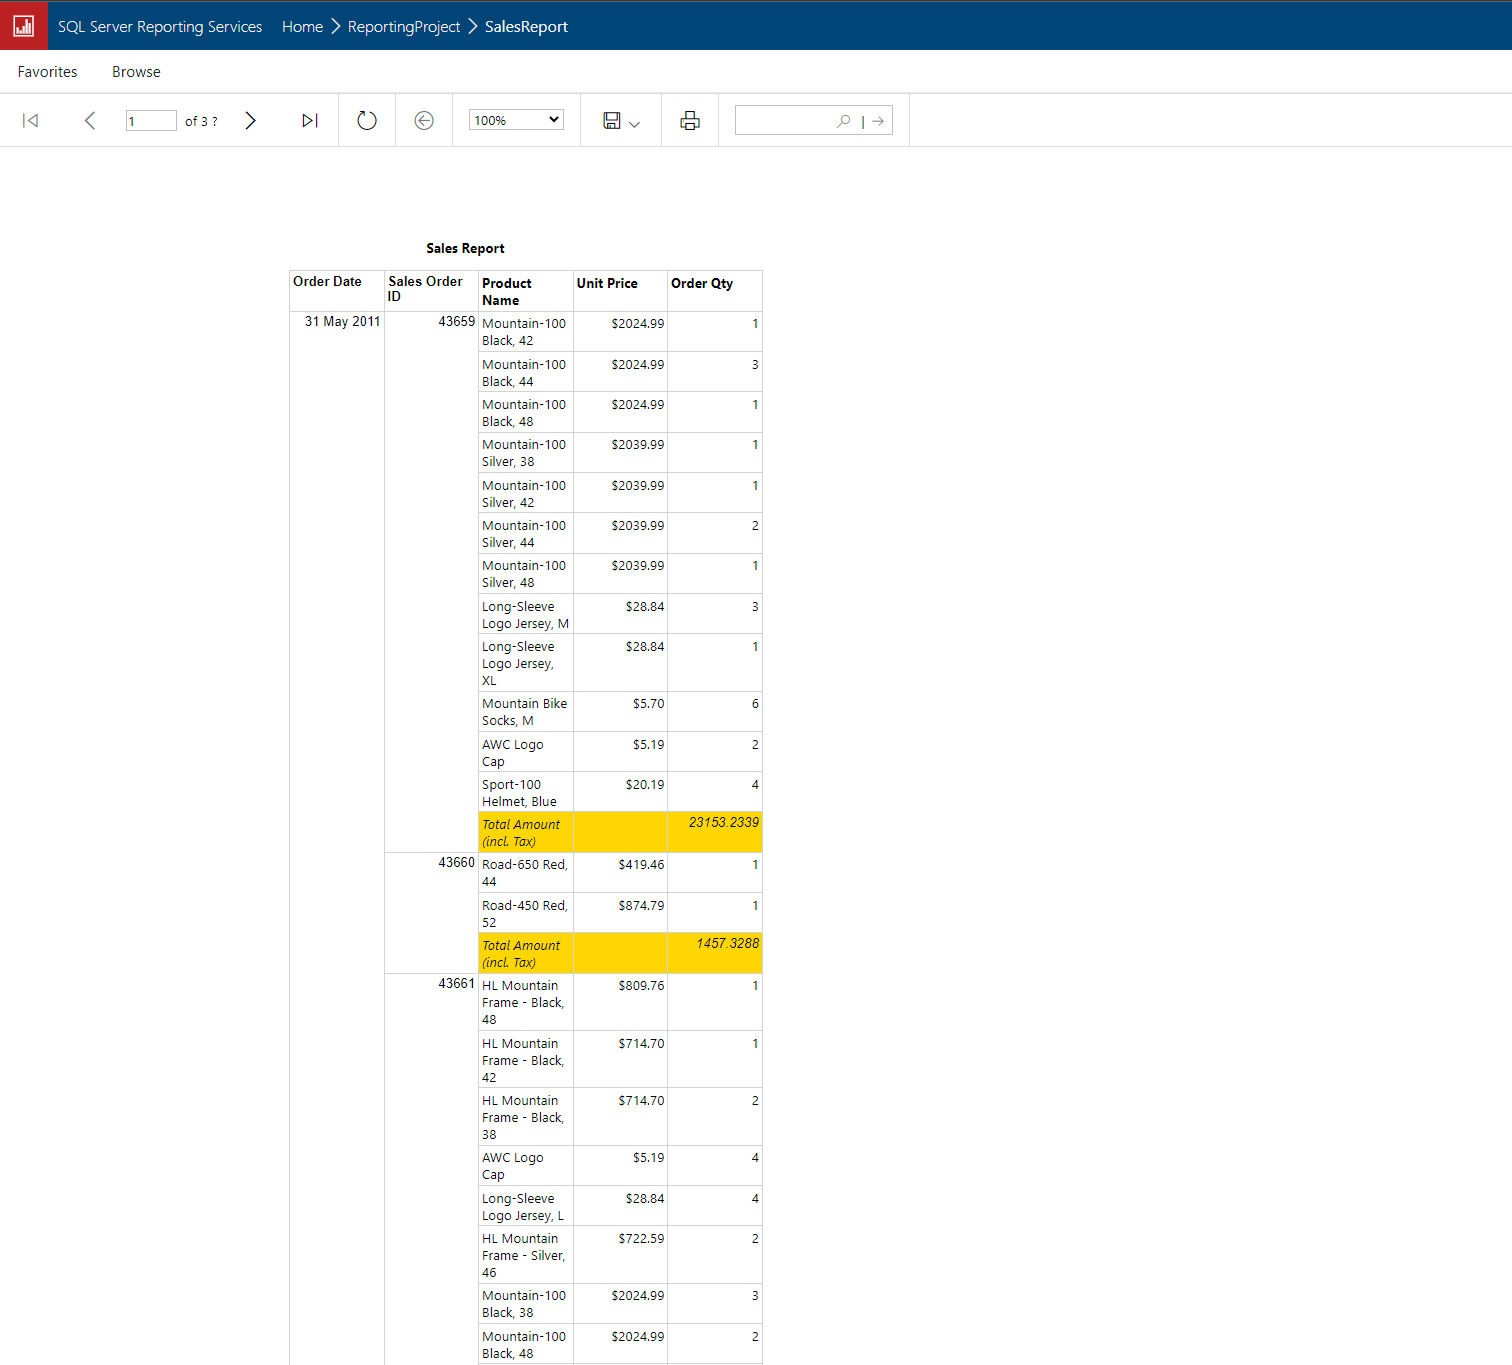 SQL Server Reporting Services Home ReportingProject SalesReport
Favorites Browse
1 of 3 ? 100% |
Sales Report
Order Date Sales Order ID Product Name Unit Price Order Qty
31 May 2011 43659 Mountain-100 Black, 42 $2024.99 1
Mountain-100 Black, 44 $2024.99 3
Mountain-100 Black, 48 $2024.99 1
Mountain-100 Silver, 38 $2039.99 1
Mountain-100 Silver, 42 $2039.99 1
Mountain-100 Silver, 44 $2039.99 2
Mountain-100 Silver, 48 $2039.99 1
Long-Sleeve Logo Jersey, M $28.84 3
Long-Sleeve Logo Jersey, XL $28.84 1
Mountain Bike Socks, M $5.70 6
AWC Logo Cap $5.19 2
Sport-100 Helmet, Blue $20.19 4
Total Amount (incl. Tax) 23153.2339
43660 Road-650 Red, 44 $419.46 1
Road-450 Red, 52 $874.79 1
Total Amount (incl. Tax) 1457.3288
43661 HL Mountain Frame - Black, 48 $809.76 1
HL Mountain Frame - Black, 42 $714.70 1
HL Mountain Frame - Black, 38 $714.70 2
AWC Logo Cap $5.19 4
Long-Sleeve Logo Jersey, L $28.84 4
HL Mountain Frame - Silver, 46 $722.59 2
Mountain-100 Black, 38 $2024.99 3
Mountain-100 Black, 48 $2024.99 2